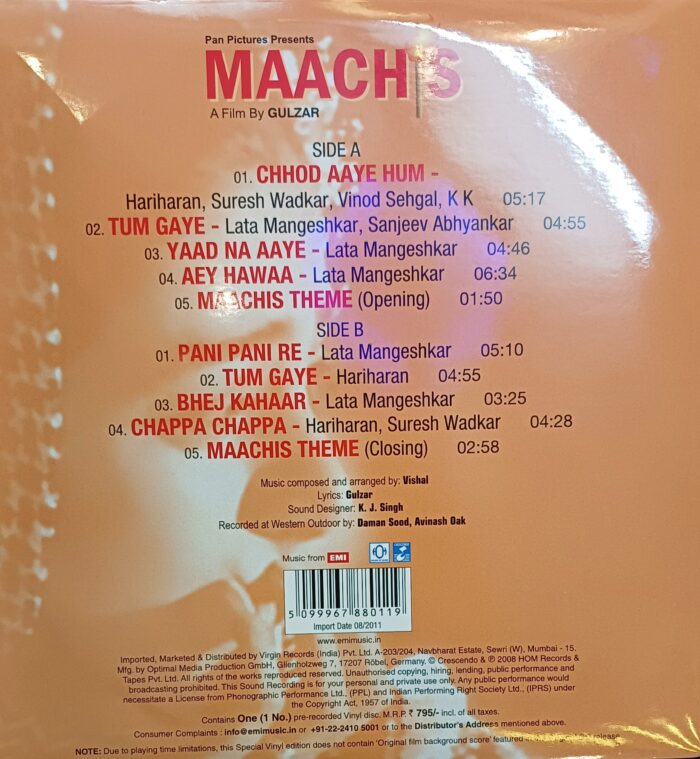 Pan Pictures Presents
MAACHIS
A Film By GULZAR
SIDE A
01. CHHOD AAYE HUM -
Hariharan, Suresh Wadkar, Vinod Sehgal, K K 05:17
02. TUM GAYE - Lata Mangeshkar, Sanjeev Abhyankar 04:55
03. YAAD NA AAYE - Lata Mangeshkar 04:46
04. AEY HAWAA - Lata Mangeshkar 06:34
05. MAACHIS THEME (Opening) 01:50
SIDE B
01. PANI PANI RE - Lata Mangeshkar 05:10
02. TUM GAYE - Hariharan 04:55
03. BHEJ KAHAAR - Lata Mangeshkar 03:25
04. CHAPPA CHAPPA - Hariharan, Suresh Wadkar 04:28
05. MAACHIS THEME (Closing) 02:58
Music composed and arranged by: Vishal
Lyrics: Gulzar
Sound Designer: K. J. Singh
Recorded at Western Outdoor by: Daman Sood, Avinash Oak
Music from EMI
5 099967 880119
Import Date 08/2011
www.emimusic.in
Imported, Marketed & Distributed by Virgin Records (India) Pvt. Ltd. A-203/204, Navbharat Estate, Sewri (W), Mumbai - 15.
Mfg. by Optimal Media Production GmbH, Glienholzweg 7, 17207 Röbel, Germany. © Crescendo & ℗ 2008 HOM Records &
Tapes Pvt. Ltd. All rights of the works reproduced reserved. Unauthorised copying, hiring, lending, public performance and
broadcasting prohibited. This Sound Recording is for your personal and private use only. Any public performance would
necessitate a License from Phonographic Performance Ltd., (PPL) and Indian Performing Right Society Ltd., (IPRS) under
the Copyright Act, 1957 of India.
Contains One (1 No.) pre-recorded Vinyl disc. M.R.P. ₹ 795/- incl. of all taxes.
Consumer Complaints : info@emimusic.in or +91-22-2410 5001 or to the Distributor's Address mentioned above.
NOTE: Due to playing time limitations, this Special Vinyl edition does not contain 'Original film background score' featured release